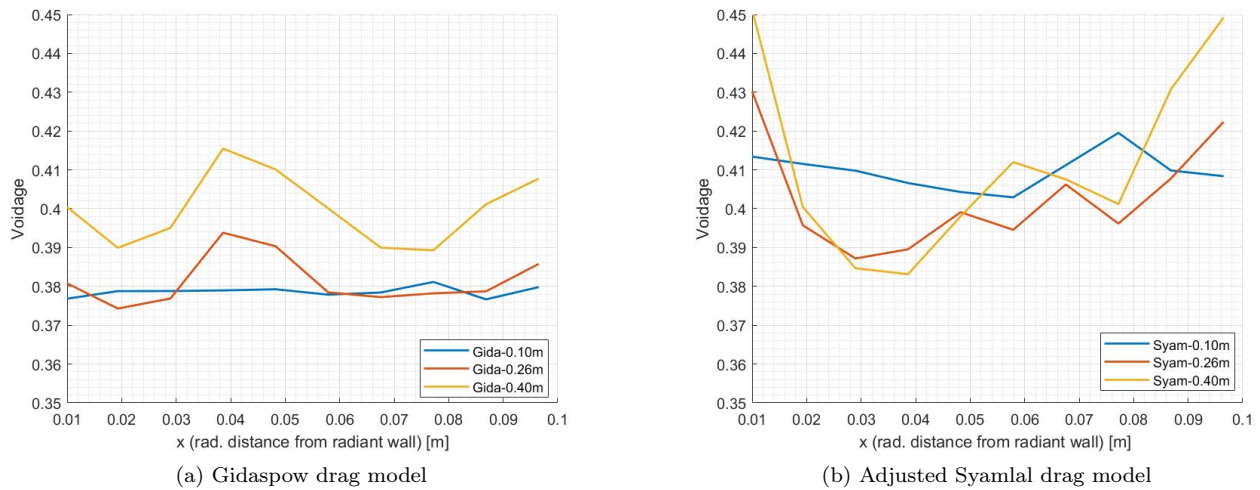 0.45
0.44
0.43
0.42
0.41
0.4
0.39
0.38
0.37
0.36
0.35
Voidage
0.01 0.02 0.03 0.04 0.05 0.06 0.07 0.08 0.09 0.1
x (rad. distance from radiant wall) [m]
Gida-0.10m
Gida-0.26m
Gida-0.40m
(a) Gidaspow drag model
0.45
0.44
0.43
0.42
0.41
0.4
0.39
0.38
0.37
0.36
0.35
Voidage
0.01 0.02 0.03 0.04 0.05 0.06 0.07 0.08 0.09 0.1
x (rad. distance from radiant wall) [m]
Syam-0.10m
Syam-0.26m
Syam-0.40m
(b) Adjusted Syamlal drag model